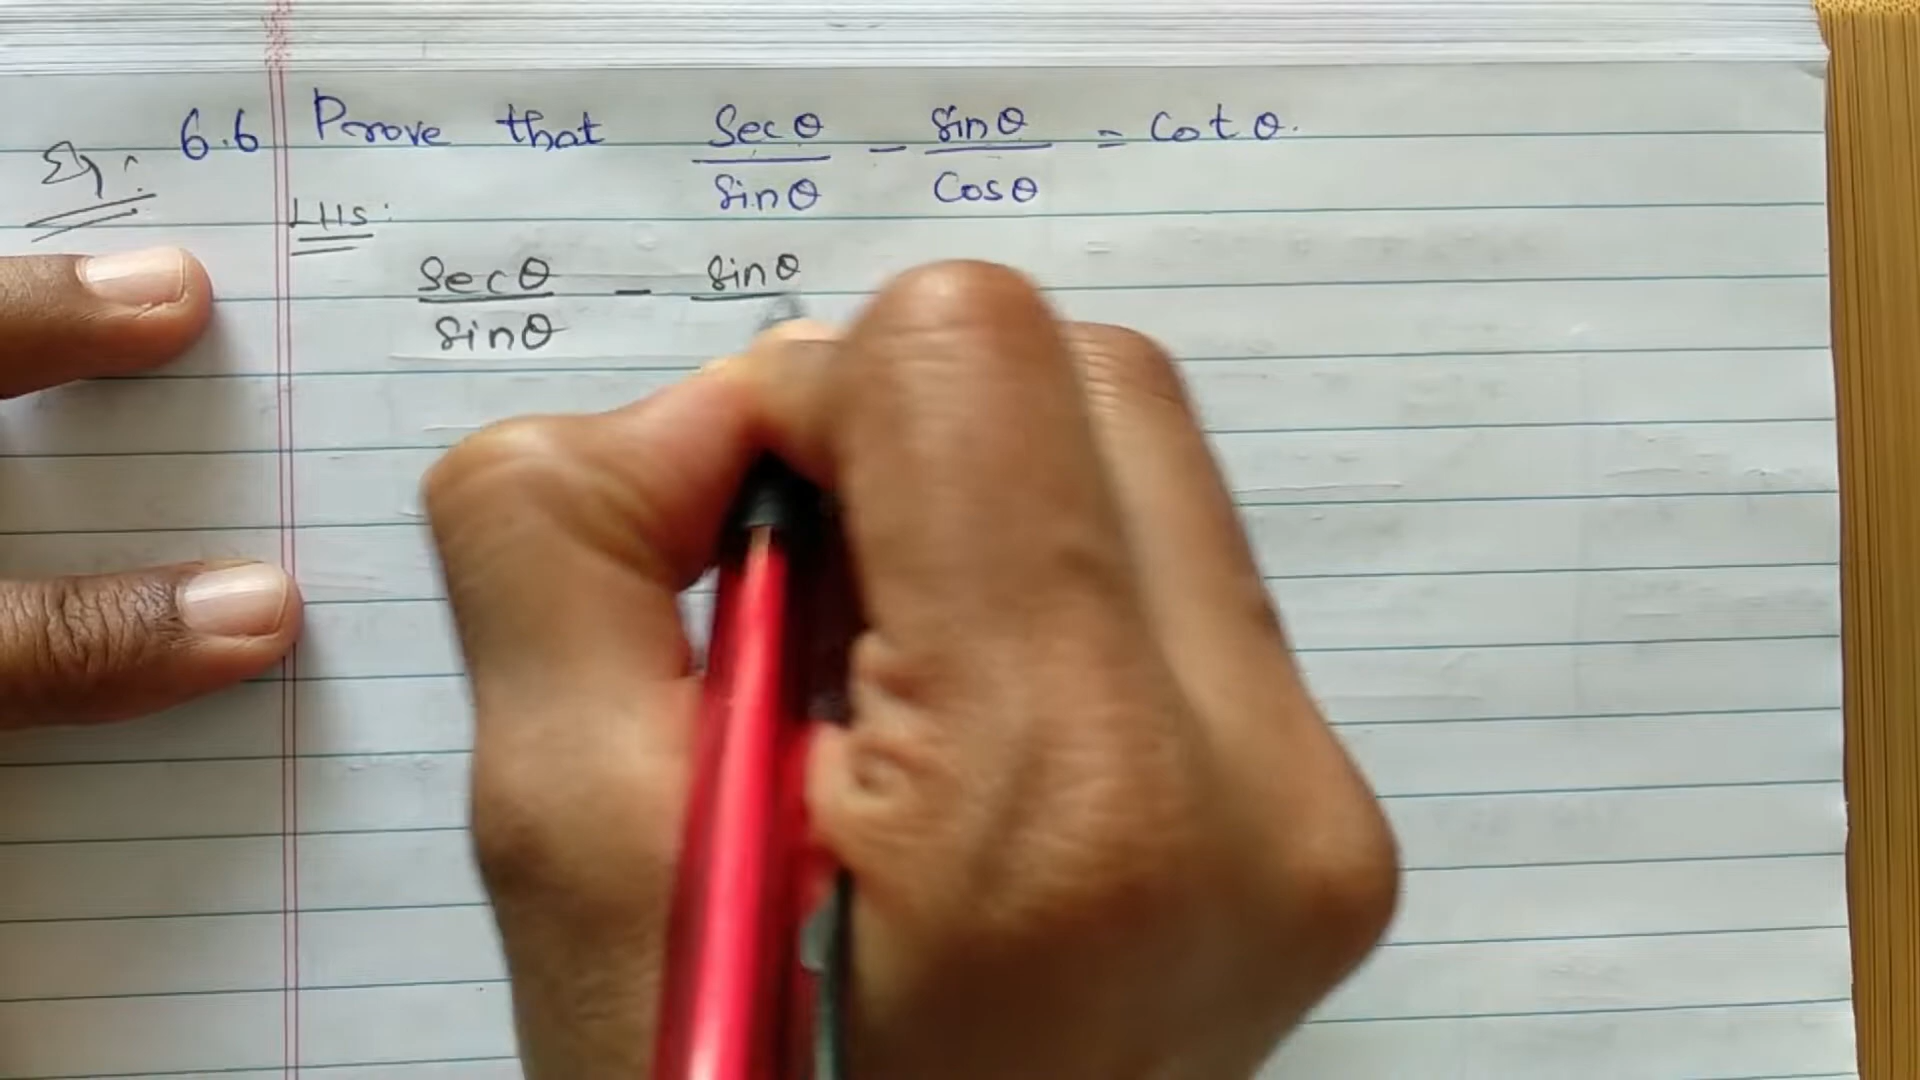 Eg: 6.6 Prove that secθ/sinθ - sinθ/cosθ = cotθ.
LHS:
secθ/sinθ - sinθ